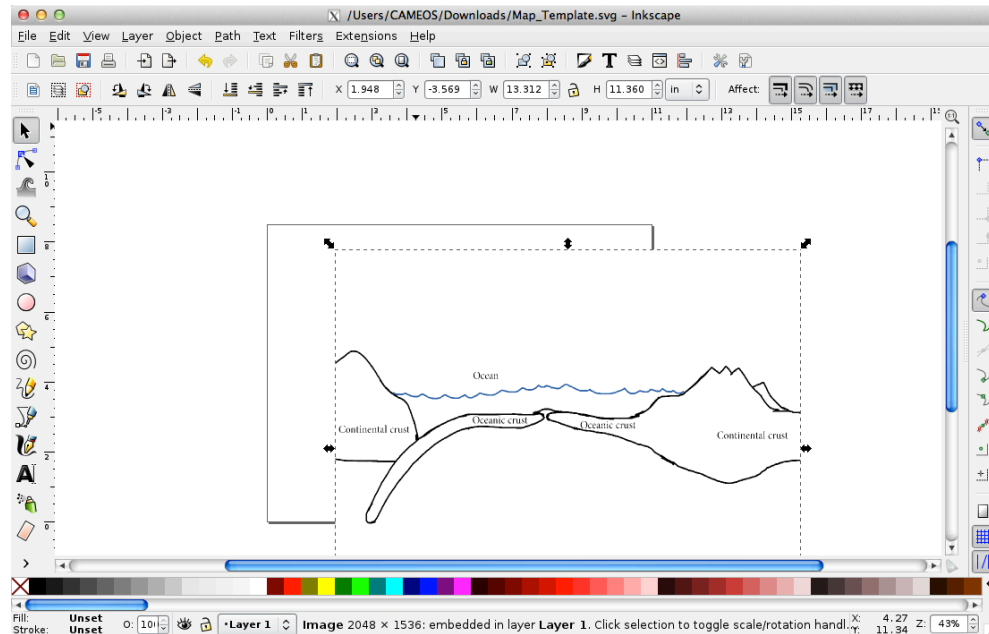 /Users/CAMEOS/Downloads/Map_Template.svg - Inkscape
File Edit View Layer Object Path Text Filters Extensions Help
X 1.948 Y -3.569 W 13.312 H 11.360 in Affect:
Ocean
Continental crust
Oceanic crust
Oceanic crust
Continental crust
Fill: Unset
Stroke: Unset
O: 10
•Layer 1
Image 2048 × 1536: embedded in layer Layer 1. Click selection to toggle scale/rotation handl..
X: 4.27
Y: 11.34
Z: 43%